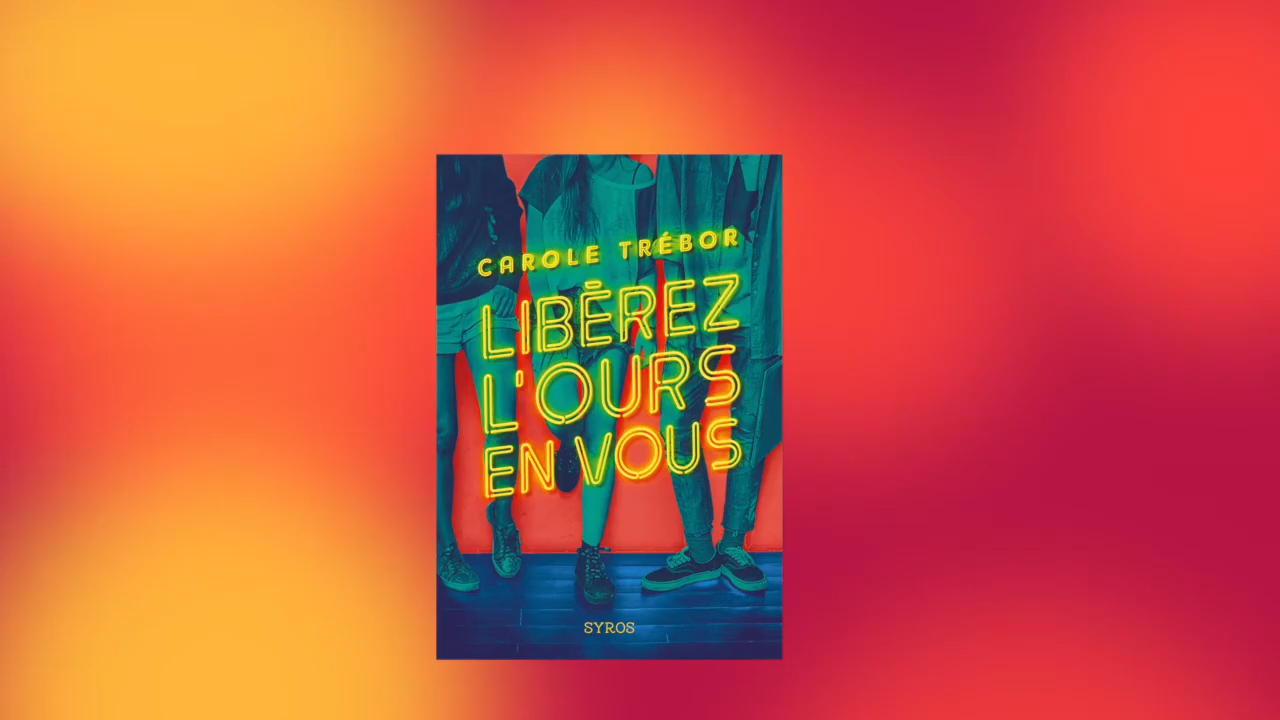 CAROLE TRÉBOR
LIBÉREZ
L'OURS
EN VOUS
SYROS